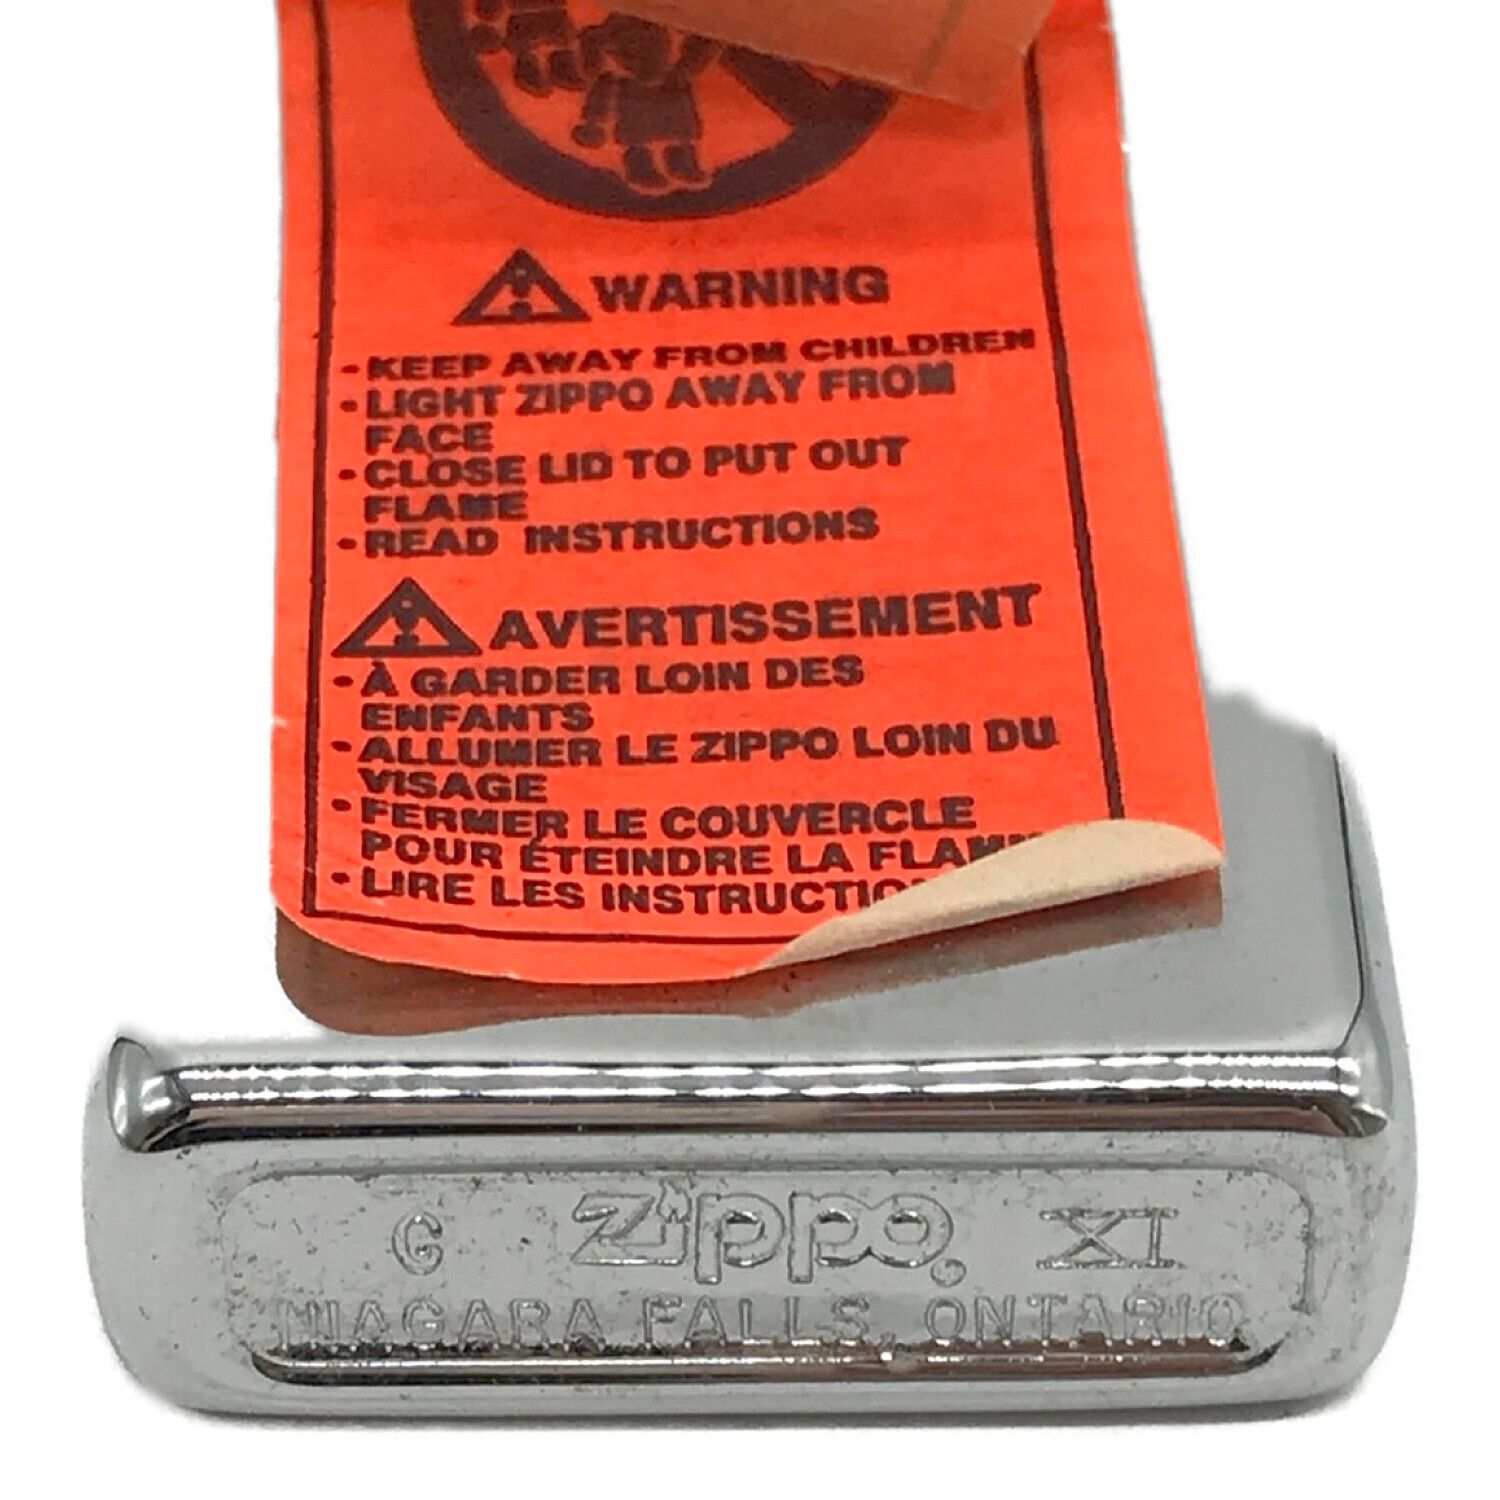 WARNING
•KEEP AWAY FROM CHILDREN
•LIGHT ZIPPO AWAY FROM
FACE
•CLOSE LID TO PUT OUT
FLAME
•READ INSTRUCTIONS
AVERTISSEMENT
•À GARDER LOIN DES
ENFANTS
•ALLUMER LE ZIPPO LOIN DU
VISAGE
•FERMER LE COUVERCLE
POUR ÉTEINDRE LA
•LIRE LES
G Zippo XI
NIAGARA FALLS, ONTARIO